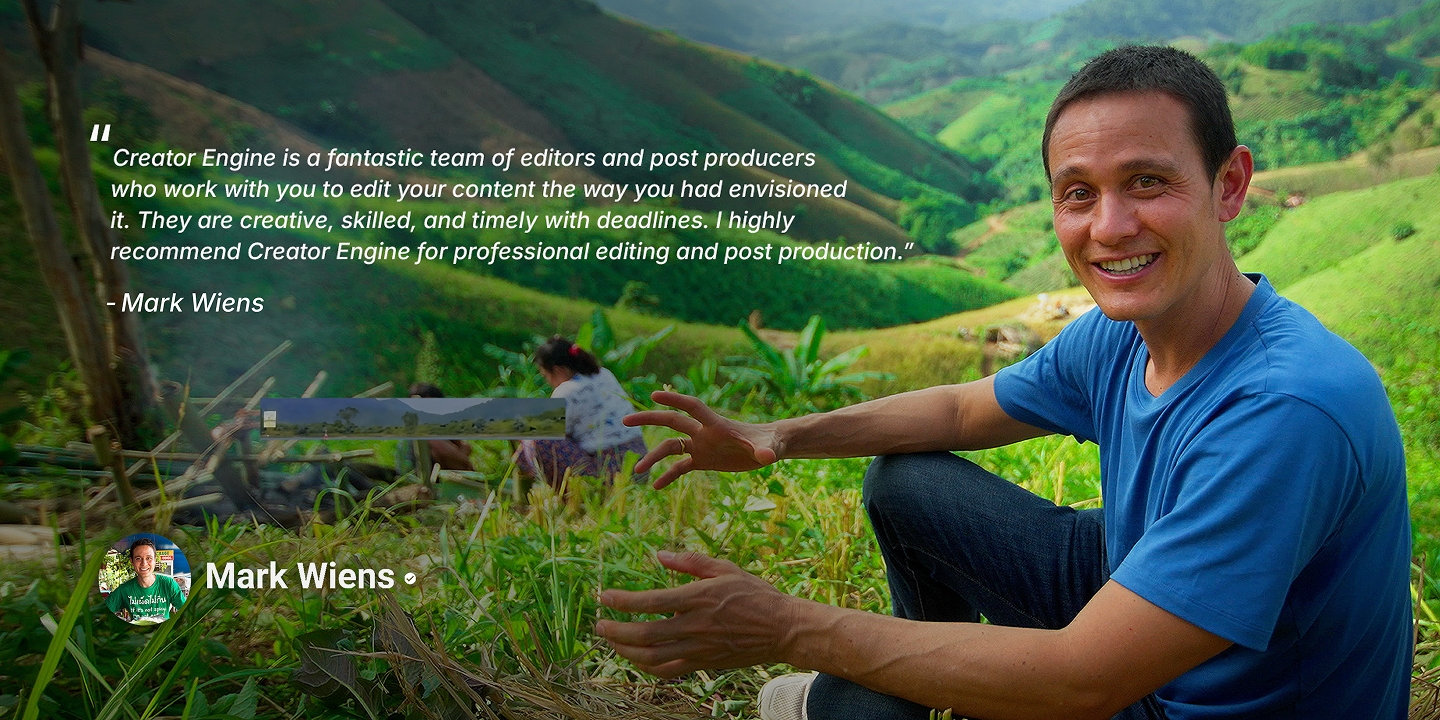 “Creator Engine is a fantastic team of editors and post producers
who work with you to edit your content the way you had envisioned
it. They are creative, skilled, and timely with deadlines. I highly
recommend Creator Engine for professional editing and post production.”
- Mark Wiens
Mark Wiens